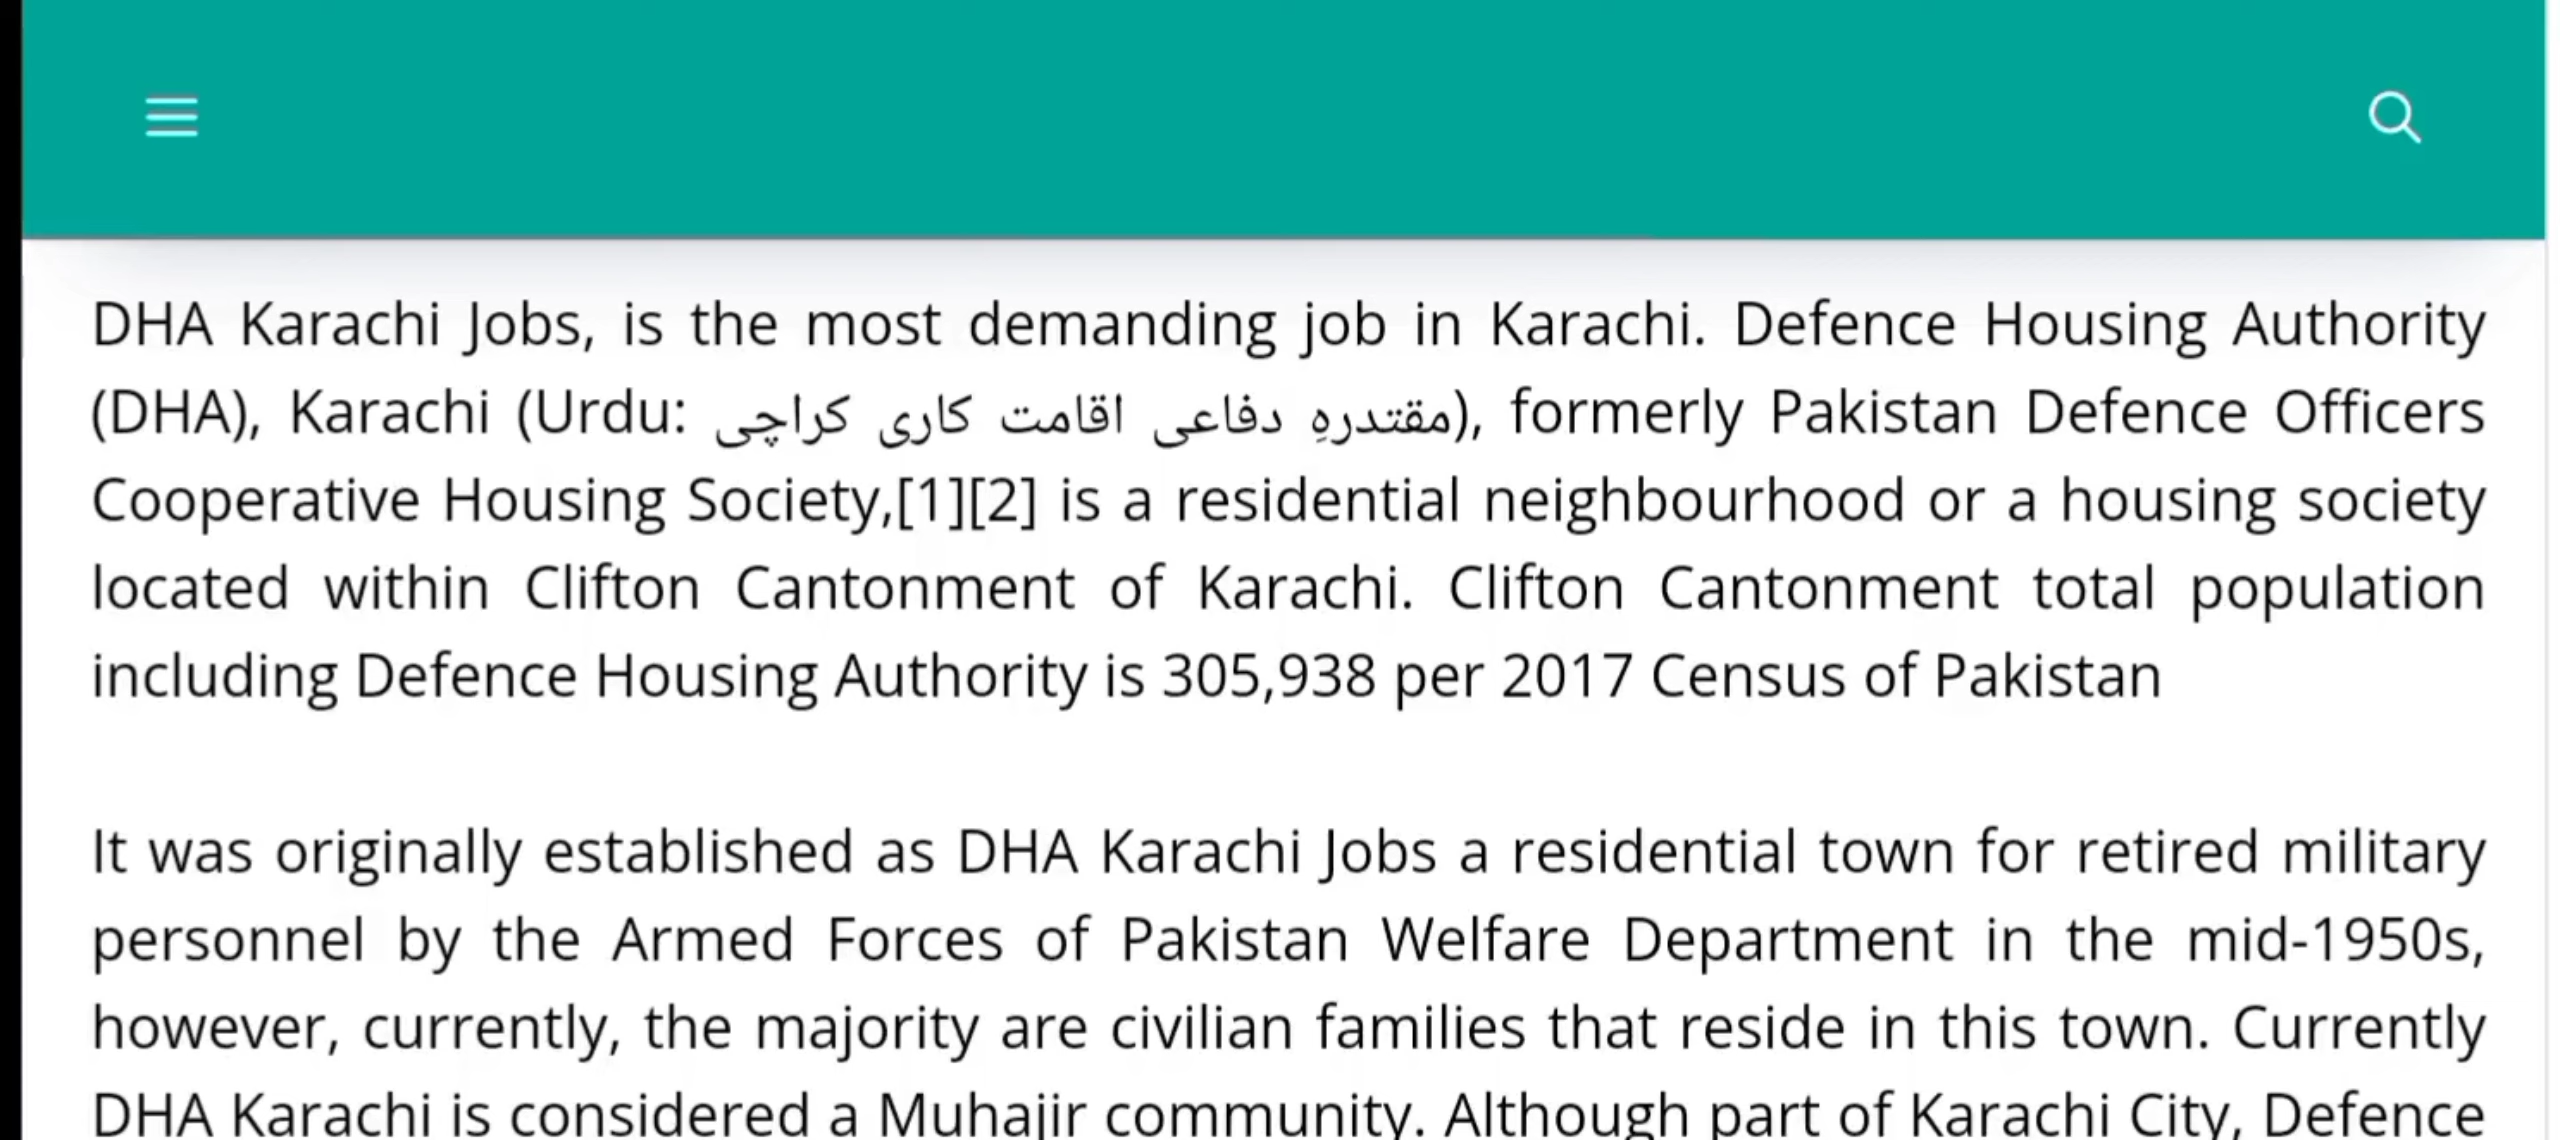 DHA Karachi Jobs, is the most demanding job in Karachi. Defence Housing Authority
(DHA), Karachi (Urdu: مقتدرہِ دفاعی اقامت کاری کراچی), formerly Pakistan Defence Officers
Cooperative Housing Society,[1][2] is a residential neighbourhood or a housing society
located within Clifton Cantonment of Karachi. Clifton Cantonment total population
including Defence Housing Authority is 305,938 per 2017 Census of Pakistan
It was originally established as DHA Karachi Jobs a residential town for retired military
personnel by the Armed Forces of Pakistan Welfare Department in the mid-1950s,
however, currently, the majority are civilian families that reside in this town. Currently
DHA Karachi is considered a Muhajir community. Although part of Karachi City, Defence